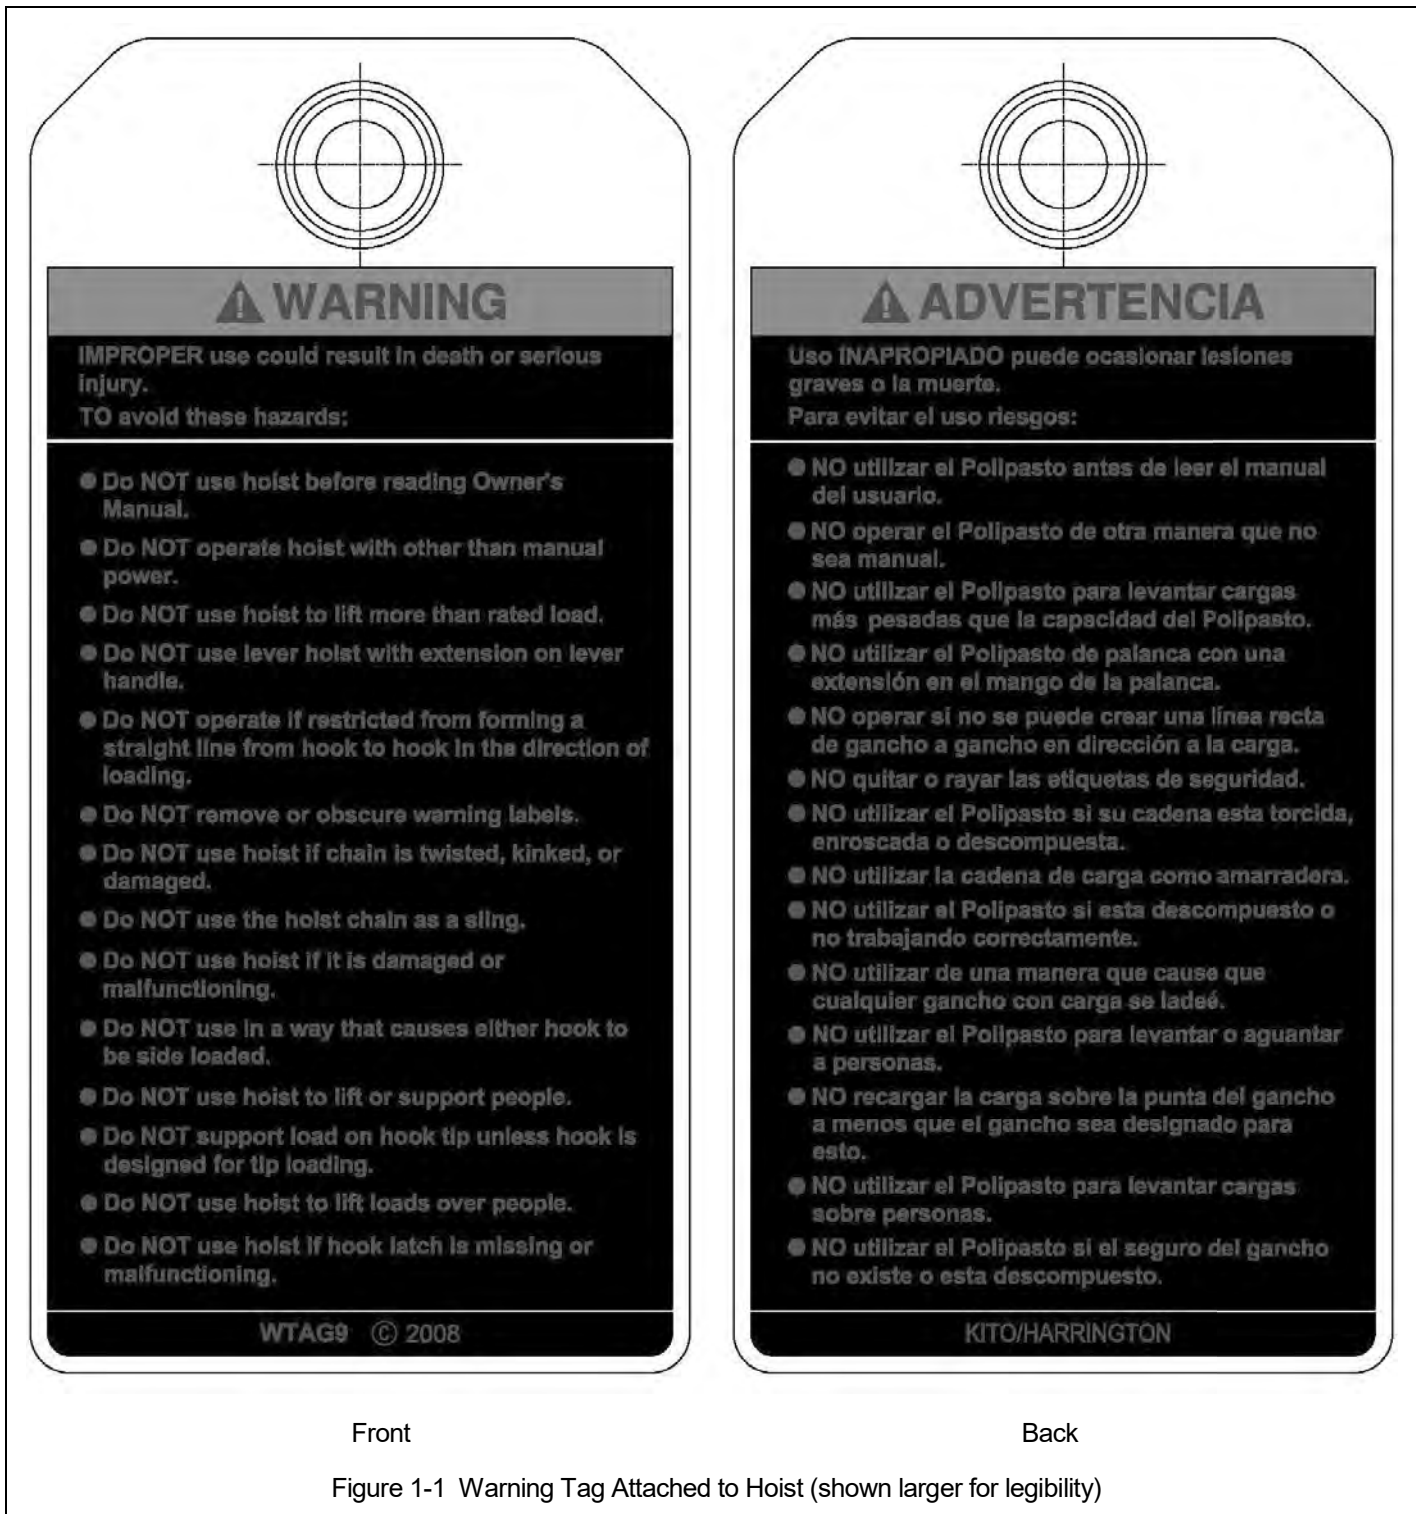 WARNING
IMPROPER use could result in death or serious
injury.
TO avoid these hazards:
● Do NOT use hoist before reading Owner's
Manual.
● Do NOT operate hoist with other than manual
power.
● Do NOT use hoist to lift more than rated load.
● Do NOT use lever hoist with extension on lever
handle.
● Do NOT operate if restricted from forming a
straight line from hook to hook in the direction of
loading.
● Do NOT remove or obscure warning labels.
● Do NOT use hoist if chain is twisted, kinked, or
damaged.
● Do NOT use the hoist chain as a sling.
● Do NOT use hoist if it is damaged or
malfunctioning.
● Do NOT use in a way that causes either hook to
be side loaded.
● Do NOT use hoist to lift or support people.
● Do NOT support load on hook tip unless hook is
designed for tip loading.
● Do NOT use hoist to lift loads over people.
● Do NOT use hoist if hook latch is missing or
malfunctioning.
WTAG9 © 2008
Front
ADVERTENCIA
Uso INAPROPIADO puede ocasionar lesiones
graves o la muerte.
Para evitar el uso riesgos:
● NO utilizar el Polipasto antes de leer el manual
del usuario.
● NO operar el Polipasto de otra manera que no
sea manual.
● NO utilizar el Polipasto para levantar cargas
más pesadas que la capacidad del Polipasto.
● NO utilizar el Polipasto de palanca con una
extensión en el mango de la palanca.
● NO operar si no se puede crear una línea recta
de gancho a gancho en dirección a la carga.
● NO quitar o rayar las etiquetas de seguridad.
● NO utilizar el Polipasto si su cadena esta torcida,
enroscada o descompuesta.
● NO utilizar la cadena de carga como amarradora.
● NO utilizar el Polipasto si esta descompuesto o
no trabajando correctamente.
● NO utilizar de una manera que cause que
cualquier gancho con carga se ladeé.
● NO utilizar el Polipasto para levantar o aguantar
a personas.
● NO recargar la carga sobre la punta del gancho
a menos que el gancho sea designado para
esto.
● NO utilizar el Polipasto para levantar cargas
sobre personas.
● NO utilizar el Polipasto si el seguro del gancho
no existe o esta descompuesto.
KITO/HARRINGTON
Back
Figure 1-1 Warning Tag Attached to Hoist (shown larger for legibility)